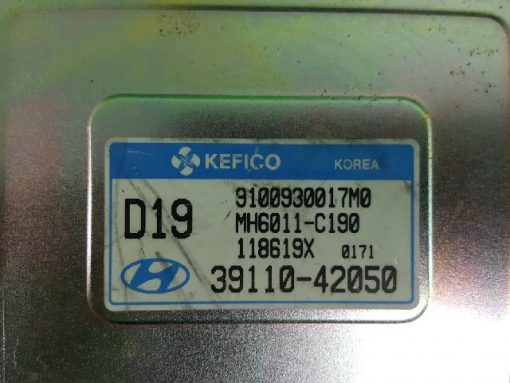 KEFICO KOREA
D19
9100930017M0
MH6011-C190
118619X 0171
39110-42050